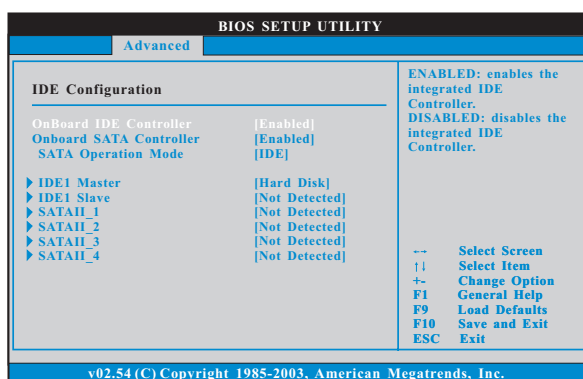 BIOS SETUP UTILITY
Advanced
IDE Configuration
OnBoard IDE Controller [Enabled]
Onboard SATA Controller [Enabled]
SATA Operation Mode [IDE]
IDE1 Master [Hard Disk]
IDE1 Slave [Not Detected]
SATAII_1 [Not Detected]
SATAII_2 [Not Detected]
SATAII_3 [Not Detected]
SATAII_4 [Not Detected]
ENABLED: enables the
integrated IDE
Controller.
DISABLED: disables the
integrated IDE
Controller.
↔ Select Screen
↑↓ Select Item
+- Change Option
F1 General Help
F9 Load Defaults
F10 Save and Exit
ESC Exit
v02.54 (C) Copyright 1985-2003, American Megatrends, Inc.